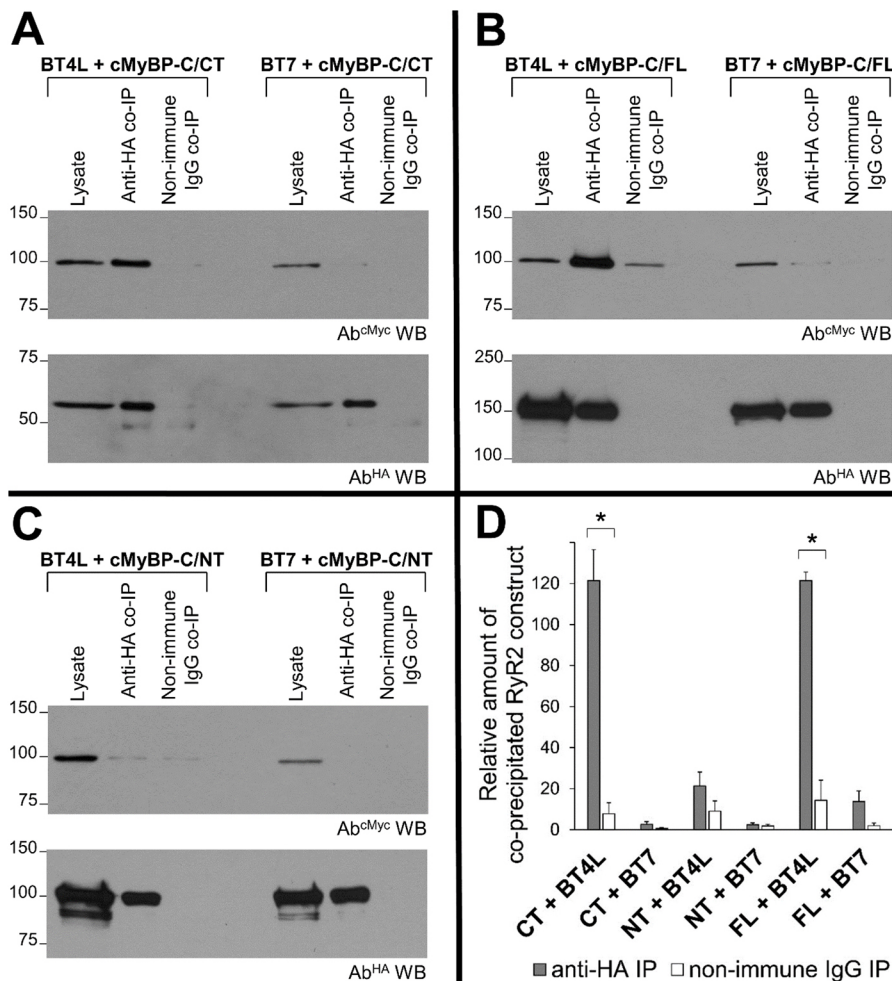 A
BT4L + cMyBP-C/CT
BT7 + cMyBP-C/CT
Lysate
Anti-HA co-IP
Non-immune
IgG co-IP
Lysate
Anti-HA co-IP
Non-immune
IgG co-IP
150
100
75
Ab^cMyc WB
75
50
Ab^HA WB
B
BT4L + cMyBP-C/FL
BT7 + cMyBP-C/FL
Lysate
Anti-HA co-IP
Non-immune
IgG co-IP
Lysate
Anti-HA co-IP
Non-immune
IgG co-IP
150
100
75
Ab^cMyc WB
250
150
100
Ab^HA WB
C
BT4L + cMyBP-C/NT
BT7 + cMyBP-C/NT
Lysate
Anti-HA co-IP
Non-immune
IgG co-IP
Lysate
Anti-HA co-IP
Non-immune
IgG co-IP
150
100
75
Ab^cMyc WB
100
75
Ab^HA WB
D
Relative amount of
co-precipitated RyR2 construct
120
100
80
60
40
20
0
*
*
CT + BT4L
CT + BT7
NT + BT4L
NT + BT7
FL + BT4L
FL + BT7
anti-HA IP
non-immune IgG IP